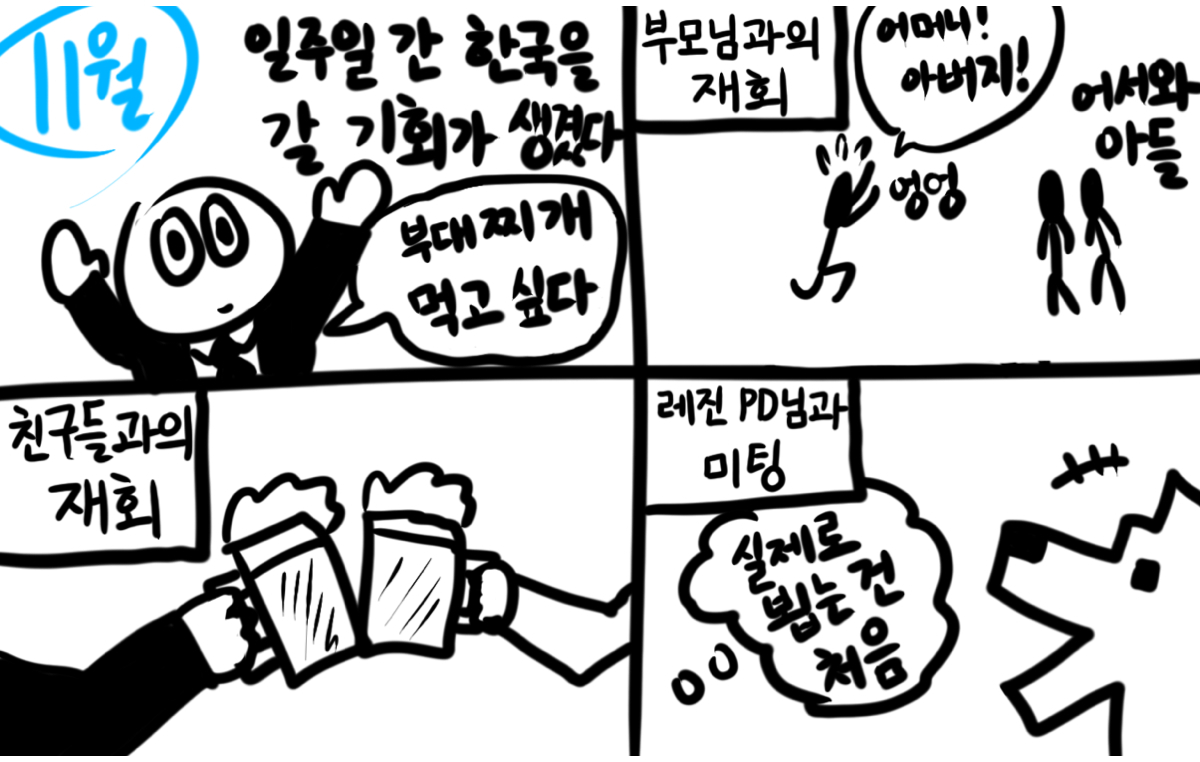 11월
일주일 간 한국을
갈 기회가 생겼다
부대찌개
먹고 싶다
부모님과의
재회
어머니!
아버지!
엉엉
어서와
아들
친구들과의
재회
레진 PD님과
미팅
실제로
뵙는 건
처음